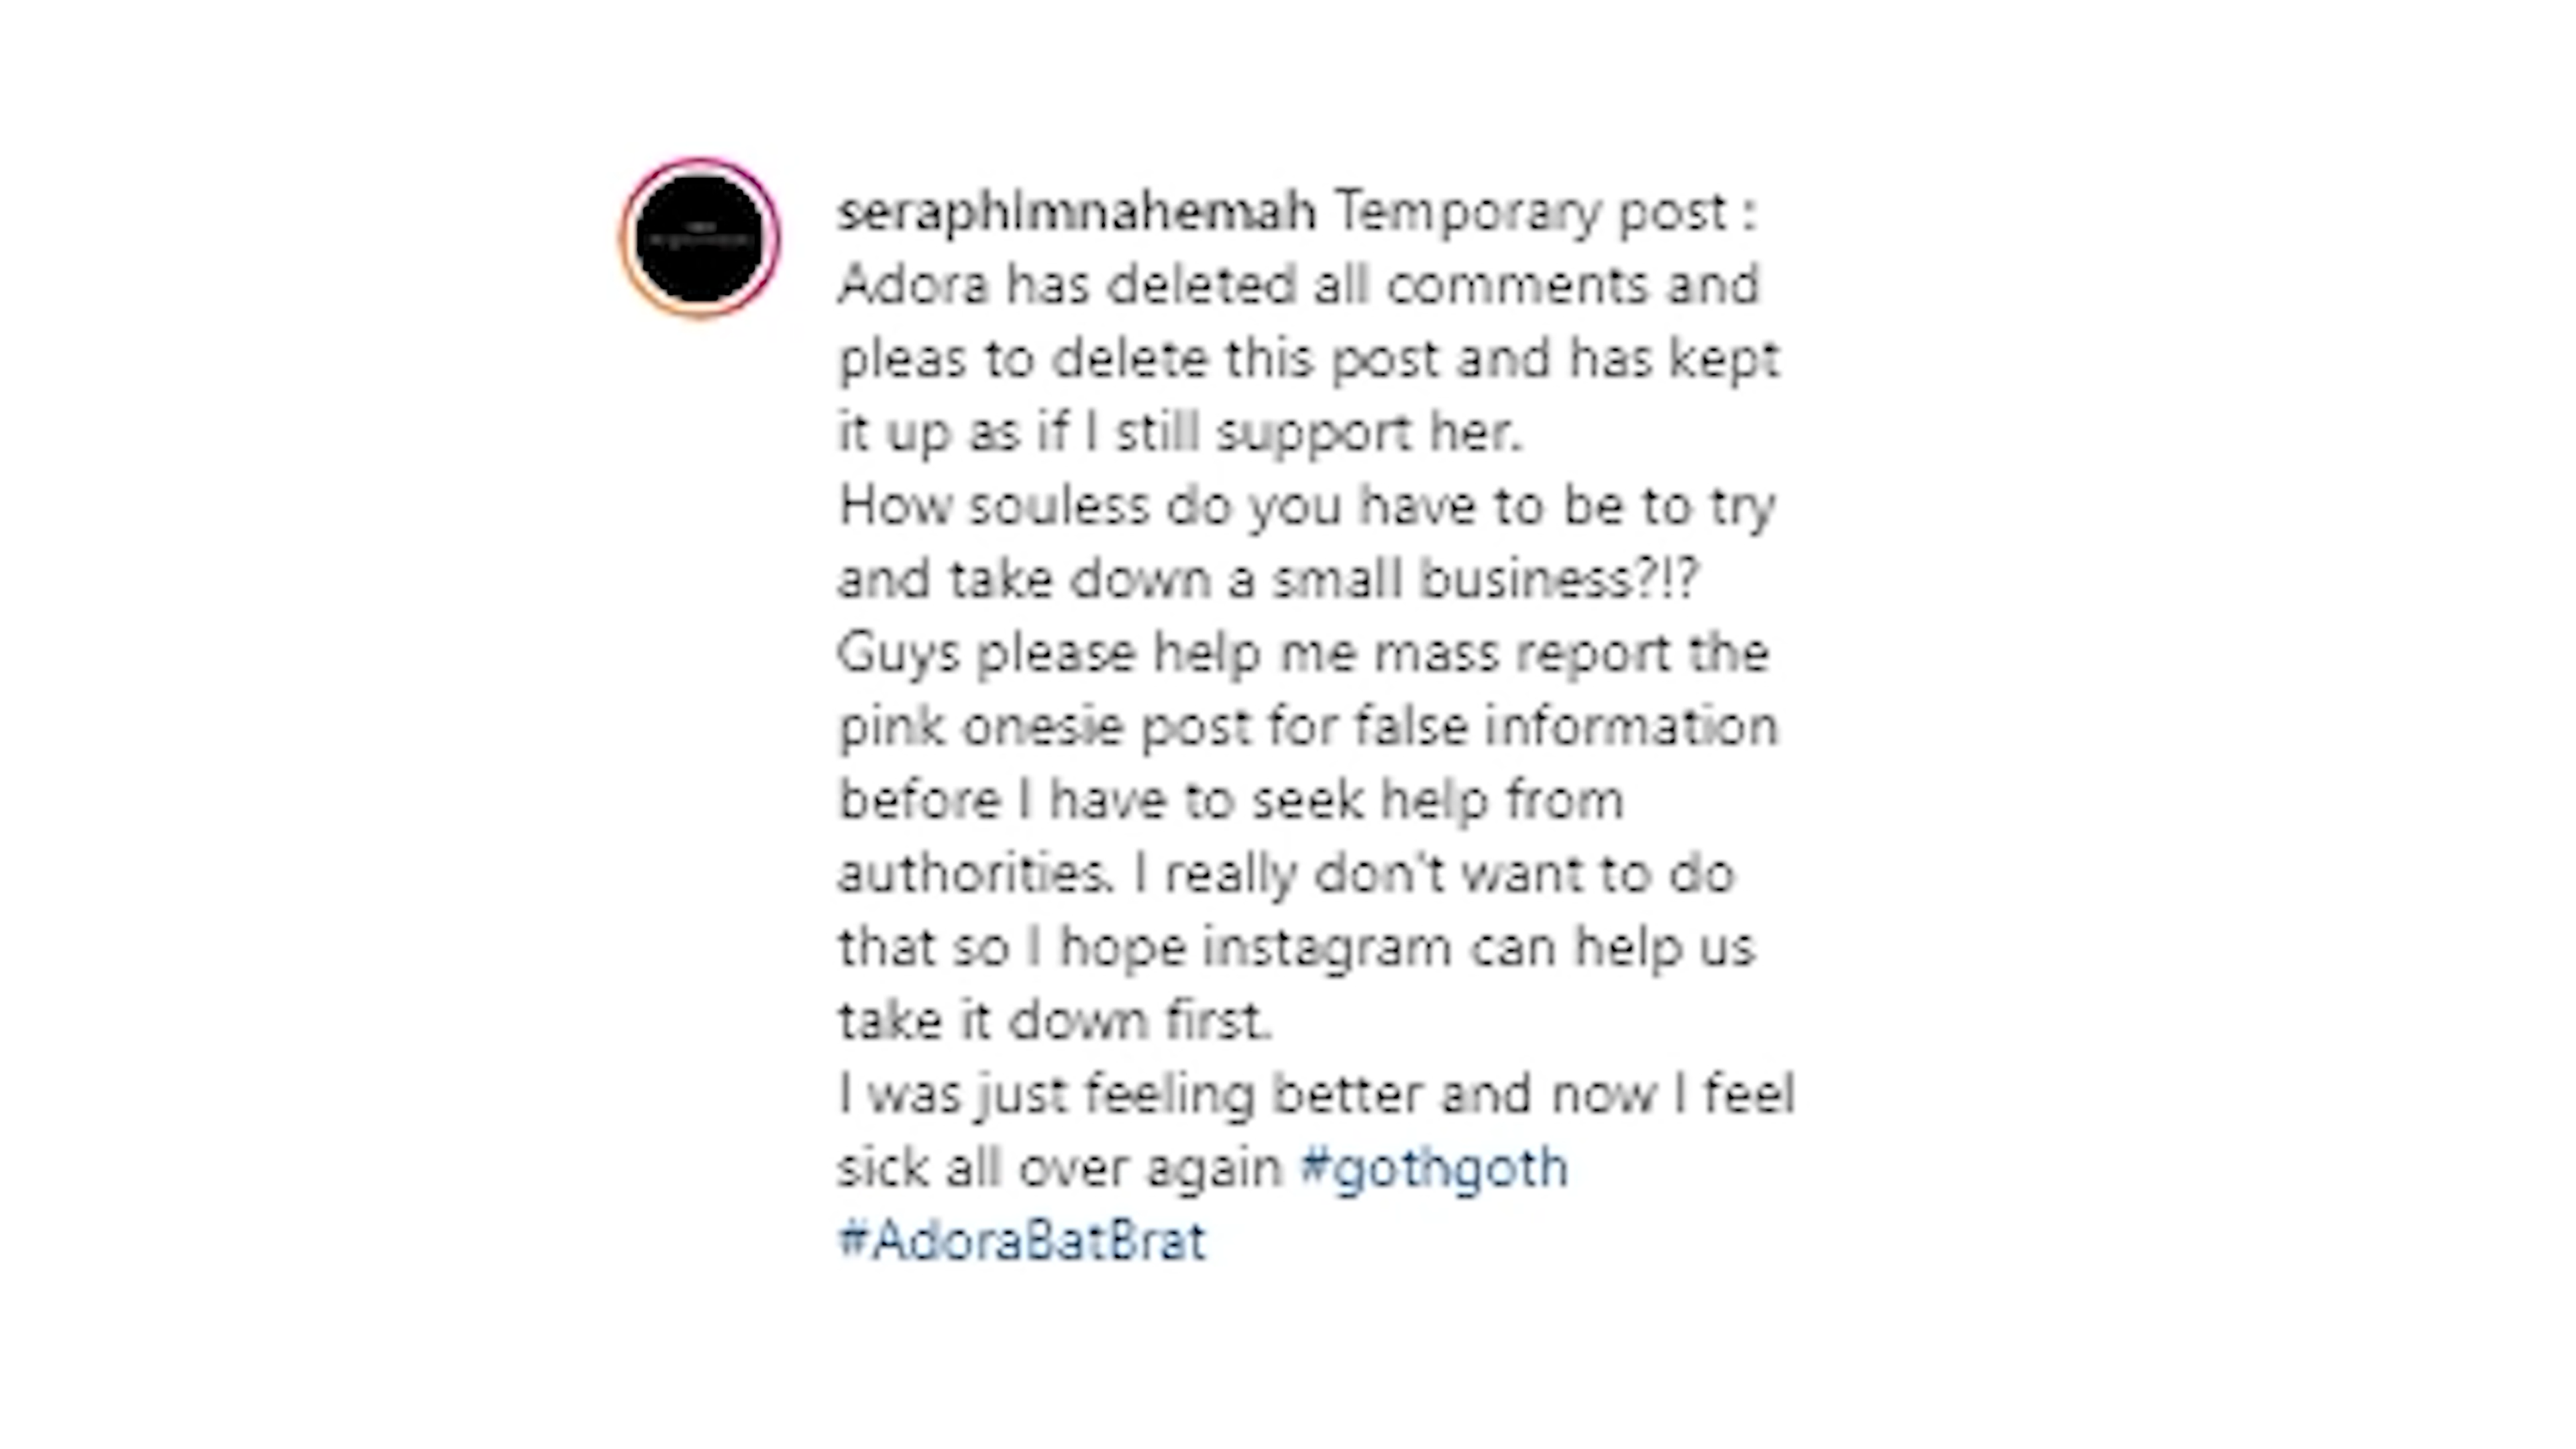 seraphimnahemah Temporary post :
Adora has deleted all comments and
pleas to delete this post and has kept
it up as if I still support her.
How souless do you have to be to try
and take down a small business?!?
Guys please help me mass report the
pink onesie post for false information
before I have to seek help from
authorities. I really don't want to do
that so I hope instagram can help us
take it down first.
I was just feeling better and now I feel
sick all over again #gothgoth
#AdoraBatBrat